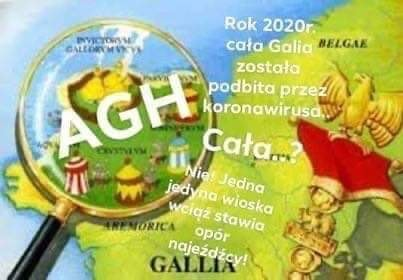 INVICTORVM
GALLORVM VICVS
BELGAE
AGH
Rok 2020r.
cała Galia
została
podbita przez
koronawirusa..
Cała..?
Nie! Jedna
jedyna wioska
wciąż stawia
opór
najeźdźcy!
AREMORICA
GALLIA